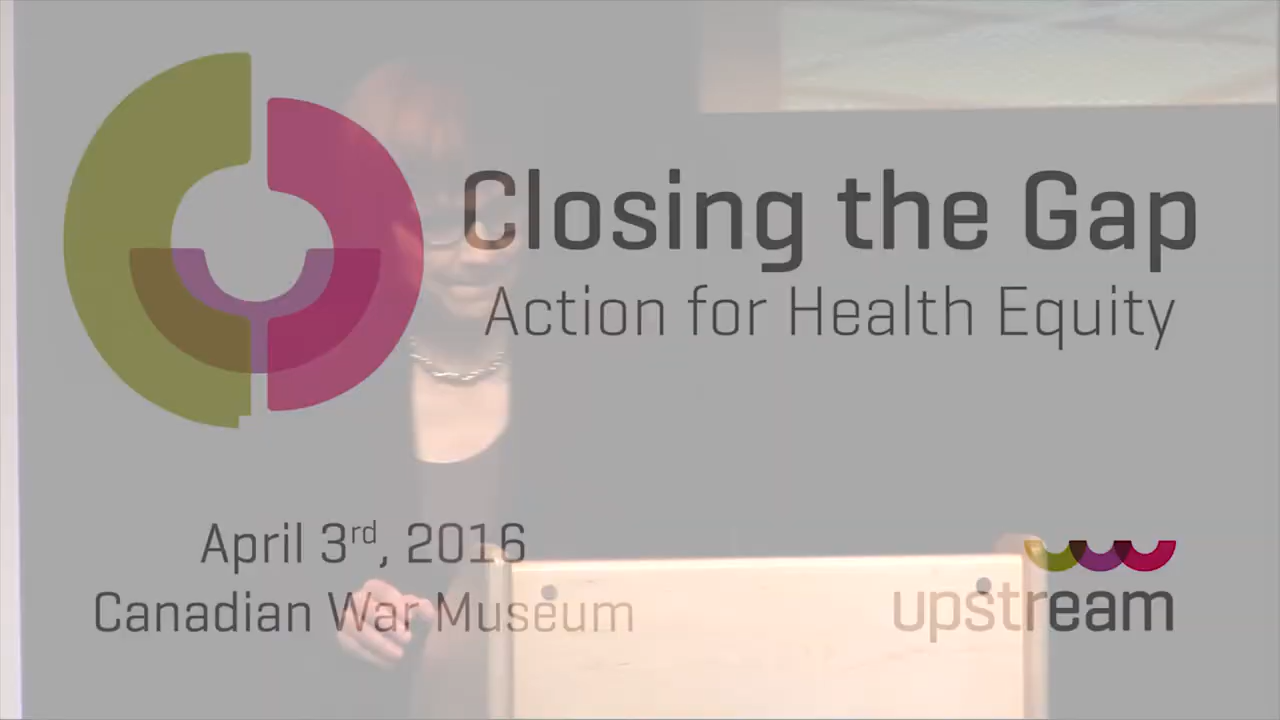 Closing the Gap
Action for Health Equity
April 3rd, 2016
Canadian War Museum
upstream